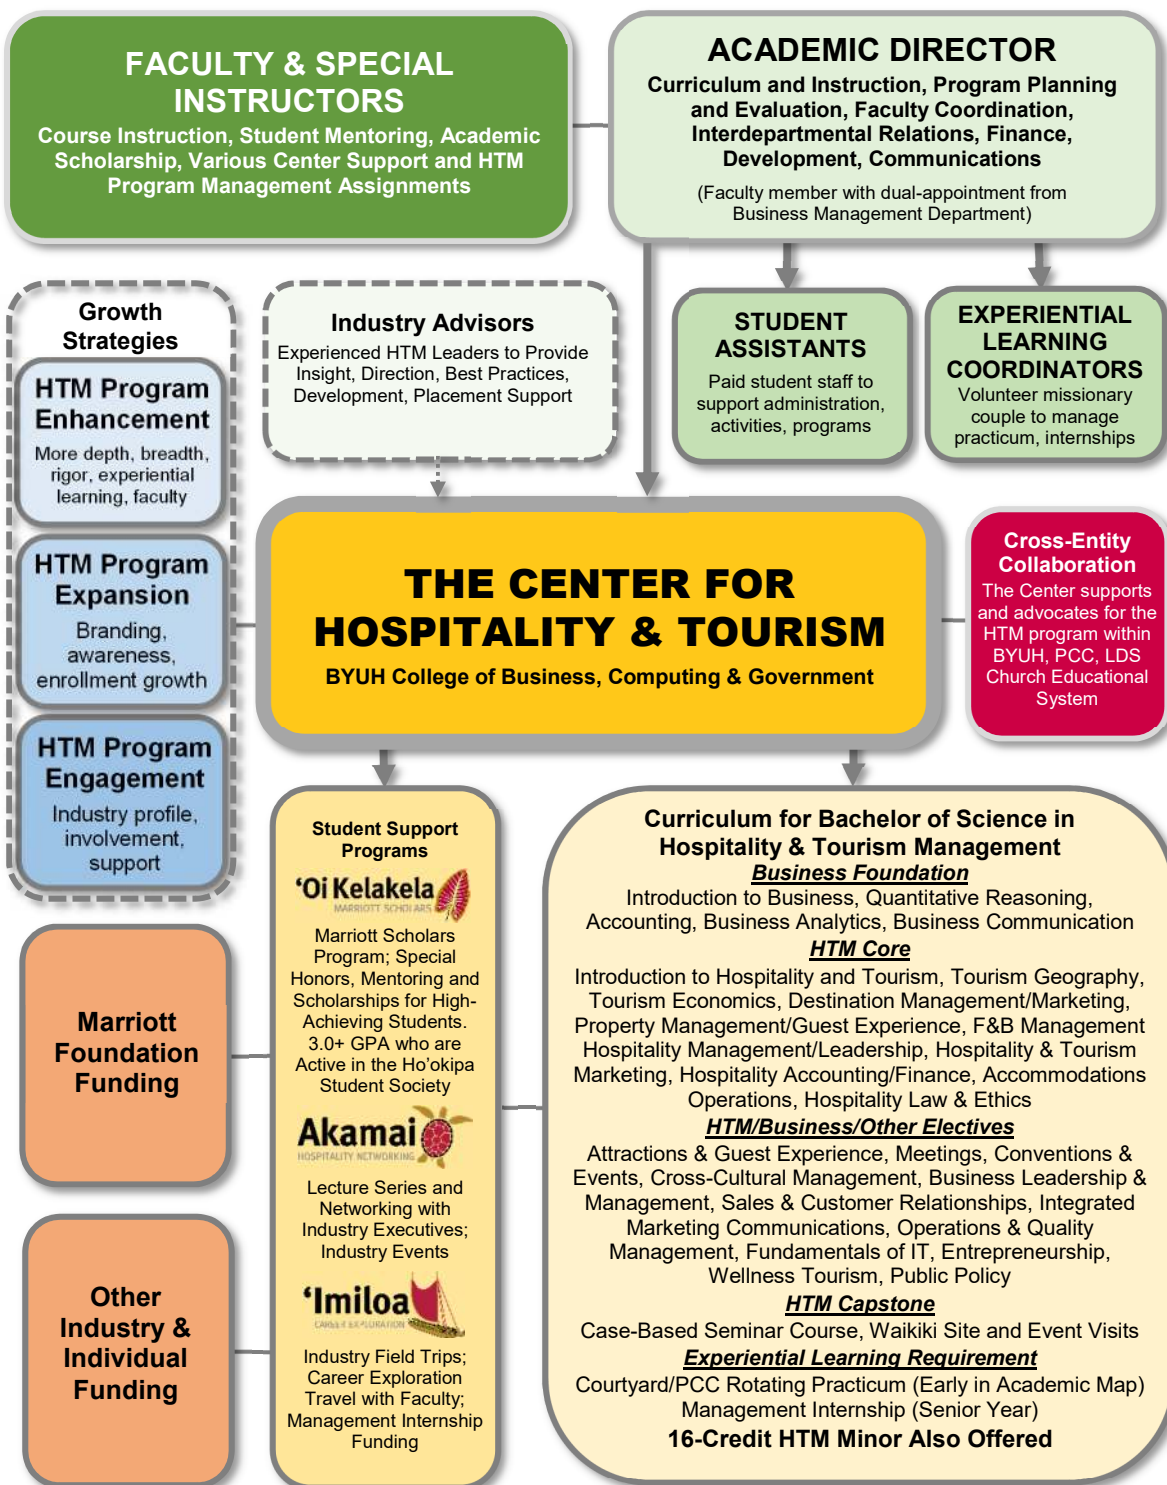 FACULTY & SPECIAL
INSTRUCTORS
Course Instruction, Student Mentoring, Academic
Scholarship, Various Center Support and HTM
Program Management Assignments
ACADEMIC DIRECTOR
Curriculum and Instruction, Program Planning
and Evaluation, Faculty Coordination,
Interdepartmental Relations, Finance,
Development, Communications
(Faculty member with dual-appointment from
Business Management Department)
Growth
Strategies
HTM Program
Enhancement
More depth, breadth,
rigor, experiential
learning, faculty
HTM Program
Expansion
Branding,
awareness,
enrollment growth
HTM Program
Engagement
Industry profile,
involvement,
support
Industry Advisors
Experienced HTM Leaders to Provide
Insight, Direction, Best Practices,
Development, Placement Support
STUDENT
ASSISTANTS
Paid student staff to
support administration,
activities, programs
EXPERIENTIAL
LEARNING
COORDINATORS
Volunteer missionary
couple to manage
practicum, internships
THE CENTER FOR
HOSPITALITY & TOURISM
BYUH College of Business, Computing & Government
Cross-Entity
Collaboration
The Center supports
and advocates for the
HTM program within
BYUH, PCC, LDS
Church Educational
System
Marriott
Foundation
Funding
Other
Industry &
Individual
Funding
Student Support
Programs
‘Oi Kelakela
MARRIOTT SCHOLARS
Marriott Scholars
Program; Special
Honors, Mentoring and
Scholarships for High-
Achieving Students.
3.0+ GPA who are
Active in the Ho’okipa
Student Society
Akamai
HOSPITALITY NETWORKING
Lecture Series and
Networking with
Industry Executives;
Industry Events
‘Imiloa
CAREER EXPLORATION
Industry Field Trips;
Career Exploration
Travel with Faculty;
Management Internship
Funding
Curriculum for Bachelor of Science in
Hospitality & Tourism Management
Business Foundation
Introduction to Business, Quantitative Reasoning,
Accounting, Business Analytics, Business Communication
HTM Core
Introduction to Hospitality and Tourism, Tourism Geography,
Tourism Economics, Destination Management/Marketing,
Property Management/Guest Experience, F&B Management
Hospitality Management/Leadership, Hospitality & Tourism
Marketing, Hospitality Accounting/Finance, Accommodations
Operations, Hospitality Law & Ethics
HTM/Business/Other Electives
Attractions & Guest Experience, Meetings, Conventions &
Events, Cross-Cultural Management, Business Leadership &
Management, Sales & Customer Relationships, Integrated
Marketing Communications, Operations & Quality
Management, Fundamentals of IT, Entrepreneurship,
Wellness Tourism, Public Policy
HTM Capstone
Case-Based Seminar Course, Waikiki Site and Event Visits
Experiential Learning Requirement
Courtyard/PCC Rotating Practicum (Early in Academic Map)
Management Internship (Senior Year)
16-Credit HTM Minor Also Offered